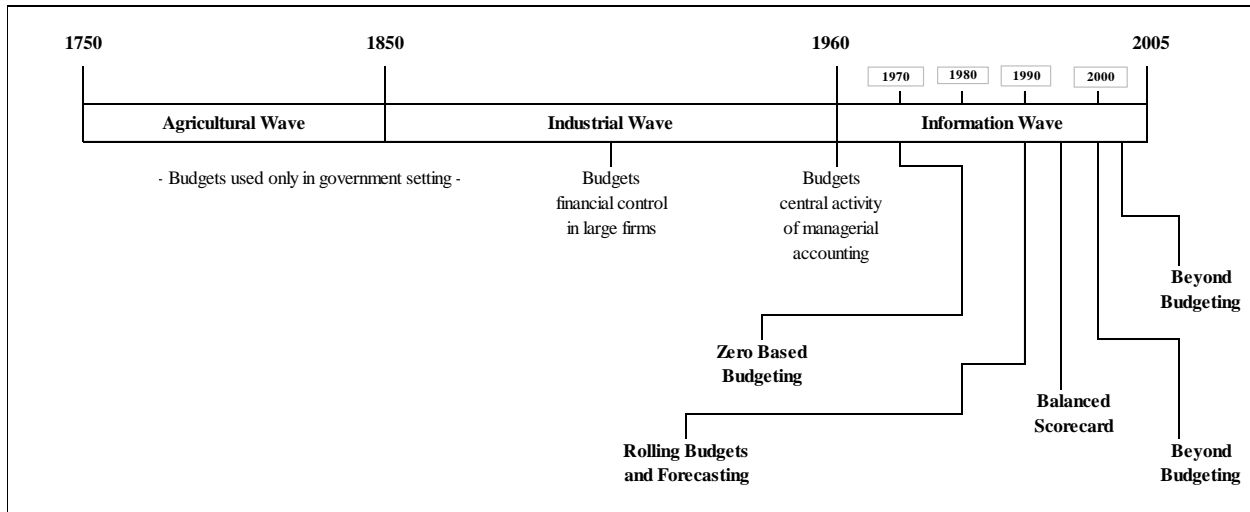 1750
1850
1960
2005
1970
1980
1990
2000
Agricultural Wave
Industrial Wave
Information Wave
- Budgets used only in government setting -
Budgets
financial control
in large firms
Budgets
central activity
of managerial
accounting
Beyond
Budgeting
Zero Based
Budgeting
Balanced
Scorecard
Rolling Budgets
and Forecasting
Beyond
Budgeting